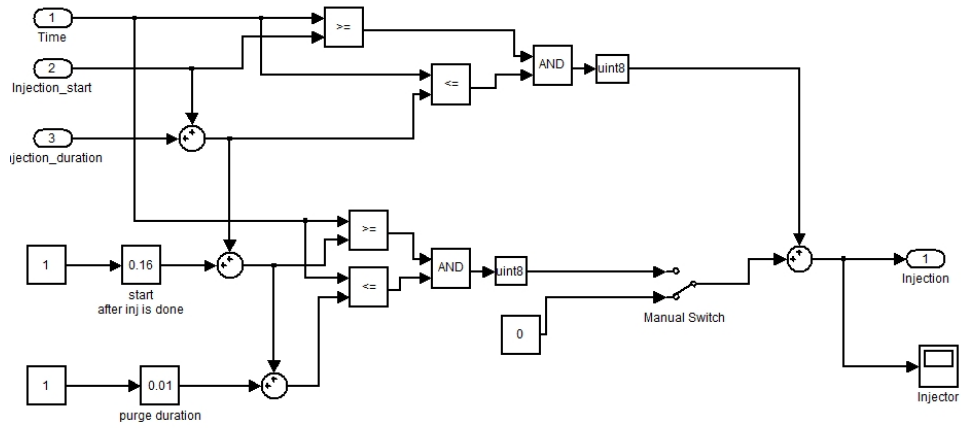 1
Time
>=
2
Injection_start
<=
AND
uint8
3
njection_duration
>=
1
0.16
start
after inj is done
AND
uint8
<=
1
Injection
0
Manual Switch
1
0.01
purge duration
Injector